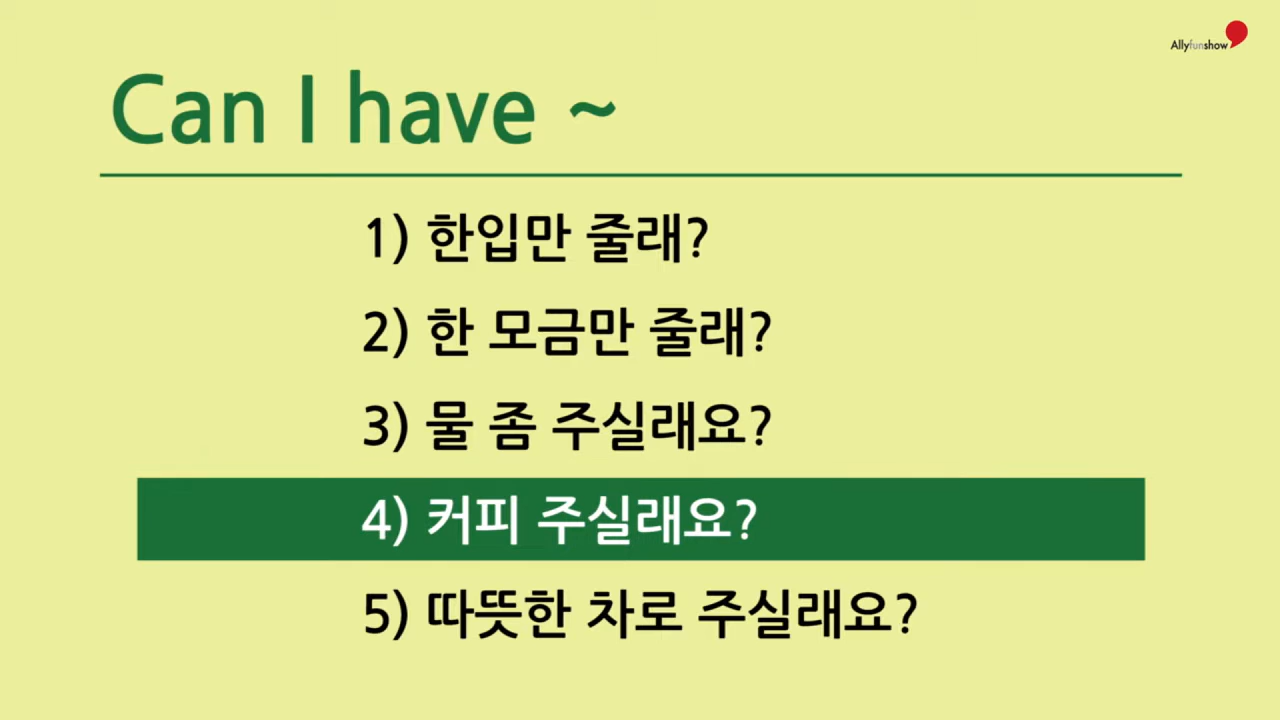 Allyfunshow
Can I have ~
1) 한입만 줄래?
2) 한 모금만 줄래?
3) 물 좀 주실래요?
4) 커피 주실래요?
5) 따뜻한 차로 주실래요?